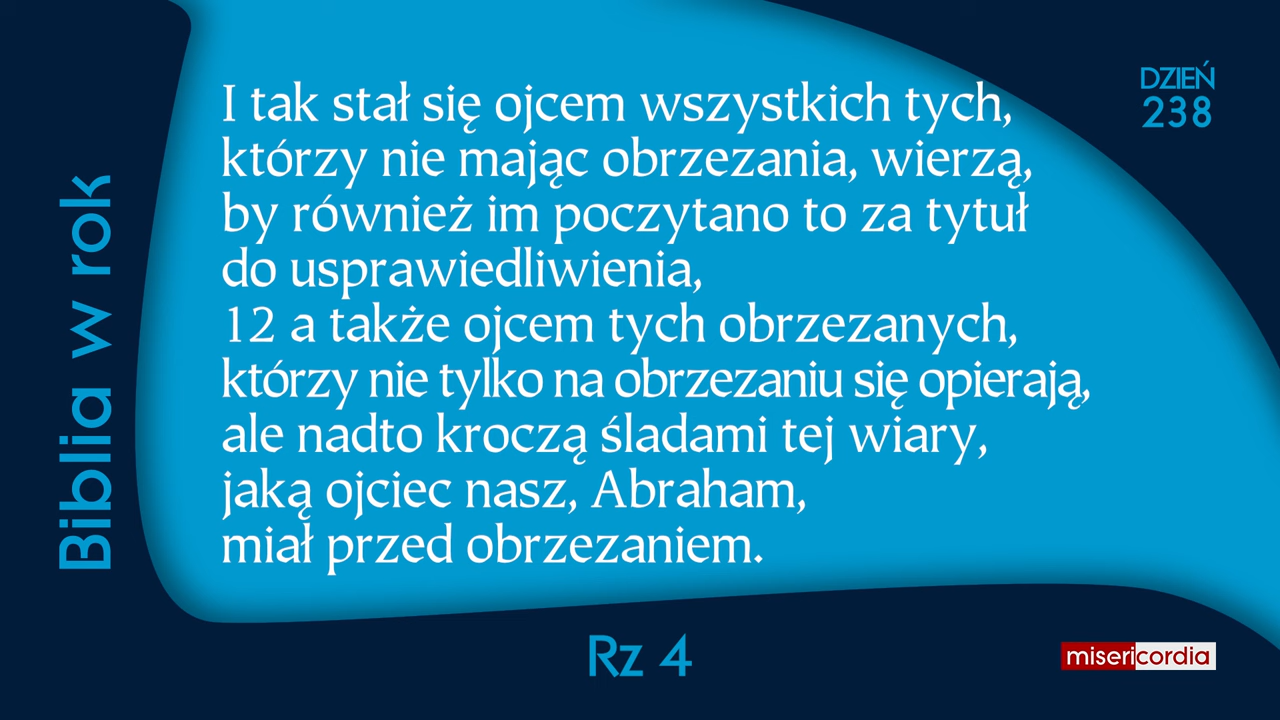 DZIEŃ
238
I tak stał się ojcem wszystkich tych,
którzy nie mając obrzezania, wierzą,
by również im poczytano to za tytuł
do usprawiedliwienia,
12 a także ojcem tych obrzezanych,
którzy nie tylko na obrzezaniu się opierają,
ale nadto kroczą śladami tej wiary,
jaką ojciec nasz, Abraham,
miał przed obrzezaniem.
Biblia w rok
Rz 4
misericordia